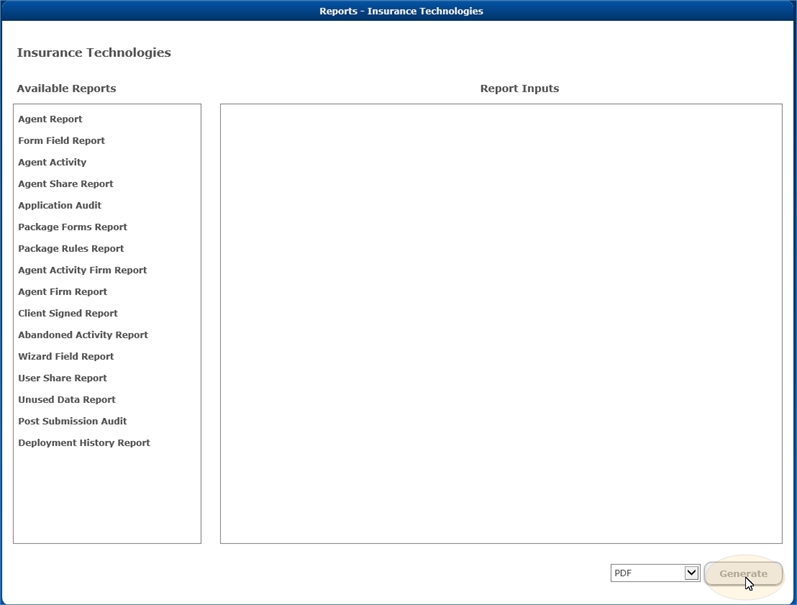 Reports - Insurance Technologies
Insurance Technologies
Available Reports
Report Inputs
Agent Report
Form Field Report
Agent Activity
Agent Share Report
Application Audit
Package Forms Report
Package Rules Report
Agent Activity Firm Report
Agent Firm Report
Client Signed Report
Abandoned Activity Report
Wizard Field Report
User Share Report
Unused Data Report
Post Submission Audit
Deployment History Report
PDF
Generate